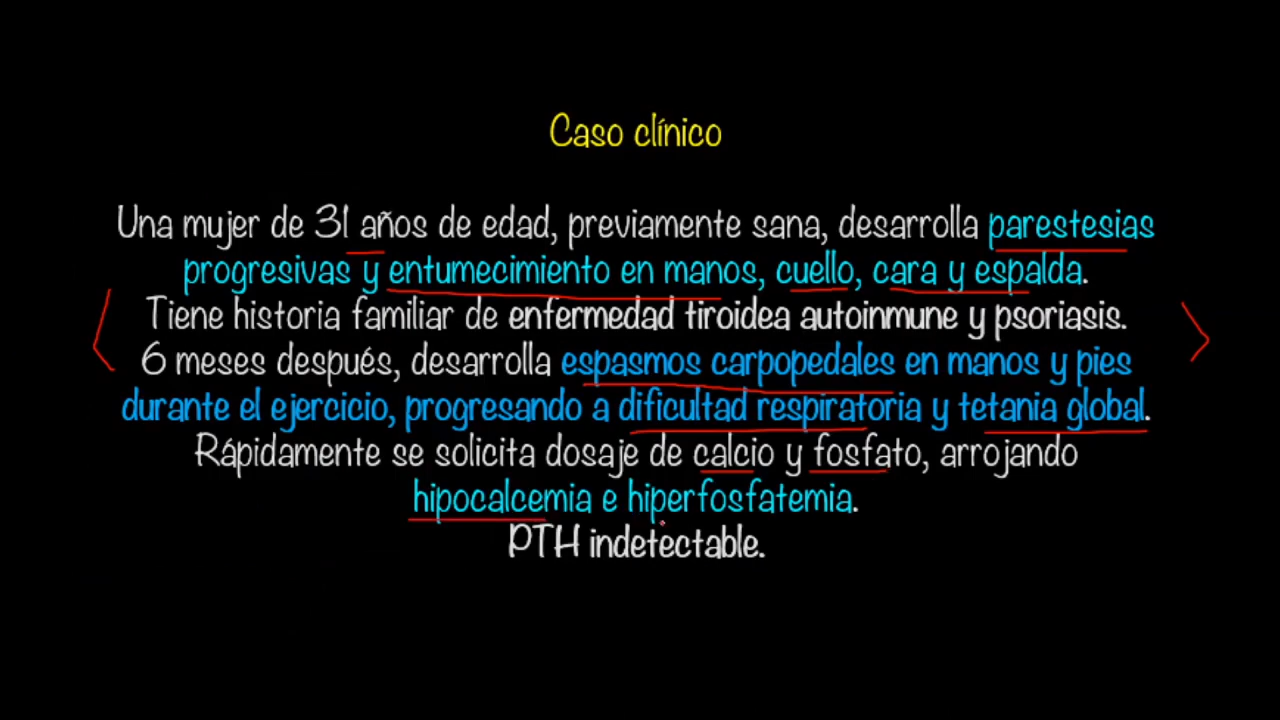 Caso clínico
Una mujer de 31 años de edad, previamente sana, desarrolla parestesias
progresivas y entumecimiento en manos, cuello, cara y espalda.
Tiene historia familiar de enfermedad tiroidea autoinmune y psoriasis.
6 meses después, desarrolla espasmos carpopedales en manos y pies
durante el ejercicio, progresando a dificultad respiratoria y tetania global.
Rápidamente se solicita dosaje de calcio y fosfato, arrojando
hipocalcemia e hiperfosfatemia.
PTH indetectable.